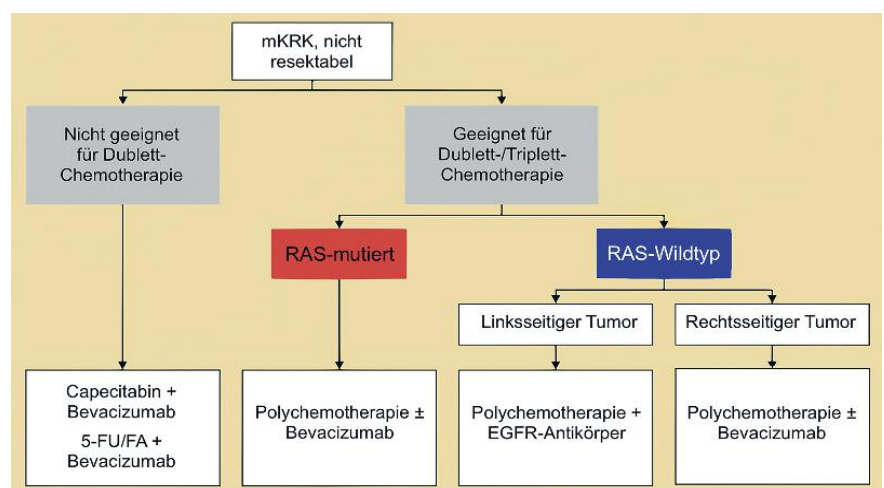 mKRK, nicht
resektabel
Nicht geeignet
für Dublett-
Chemotherapie
Geeignet für
Dublett-/Triplett-
Chemotherapie
RAS-mutiert
RAS-Wildtyp
Linksseitiger Tumor
Rechtsseitiger Tumor
Capecitabin +
Bevacizumab
5-FU/FA +
Bevacizumab
Polychemotherapie ±
Bevacizumab
Polychemotherapie +
EGFR-Antikörper
Polychemotherapie ±
Bevacizumab